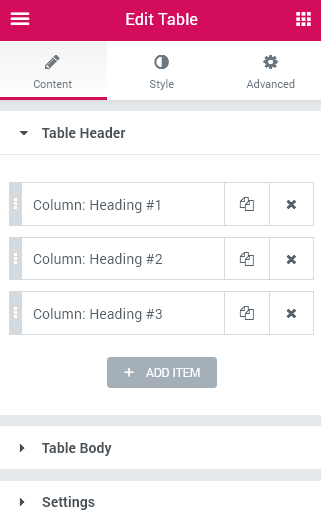 Edit Table
Content
Style
Advanced
Table Header
Column: Heading #1
Column: Heading #2
Column: Heading #3
+ ADD ITEM
Table Body
Settings